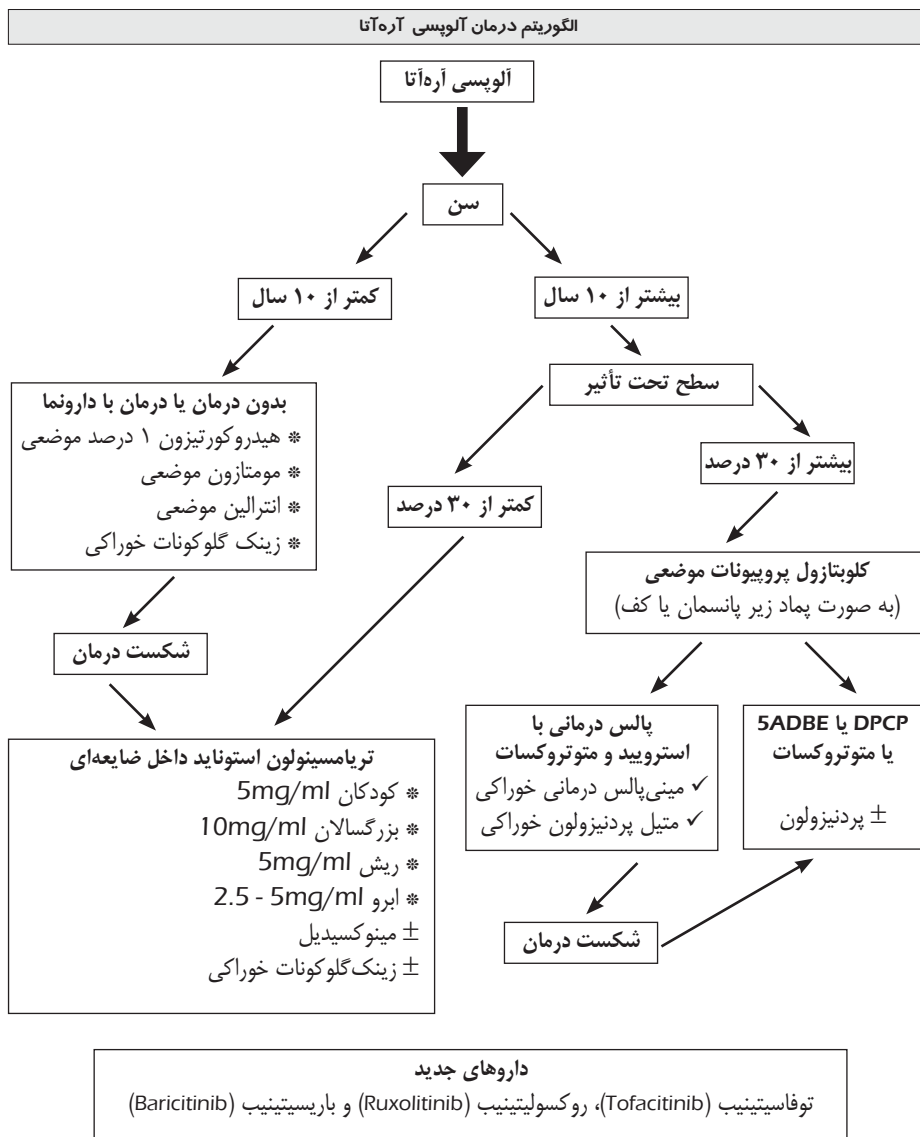 الگوریتم درمان آلوپسی آره‌آتا
آلوپسی آره‌آتا
سن
کمتر از ۱۰ سال
بیشتر از ۱۰ سال
سطح تحت تأثیر
بدون درمان یا درمان با دارونما
* هیدروکورتیزون ۱ درصد موضعی
* مومتازون موضعی
* انترالین موضعی
* زینک گلوکونات خوراکی
بیشتر از ۳۰ درصد
کمتر از ۳۰ درصد
کلوبتازول پروپیونات موضعی
(به صورت پماد زیر پانسمان یا کف)
شکست درمان
تریامسینولون استوناید داخل ضایعه‌ای
* کودکان 5mg/ml
* بزرگسالان 10mg/ml
* ریش 5mg/ml
* ابرو 2.5 - 5mg/ml
± مینوکسیدیل
± زینک‌گلوکونات خوراکی
پالس درمانی با
استرویید و متوتروکسات
✓ مینی‌پالس درمانی خوراکی
✓ متیل پردنیزولون خوراکی
DPCP یا 5ADBE
یا متوتروکسات
± پردنیزولون
شکست درمان
داروهای جدید
توفاسیتینیب (Tofacitinib)، روکسولیتینیب (Ruxolitinib) و باریسیتینیب (Baricitinib)